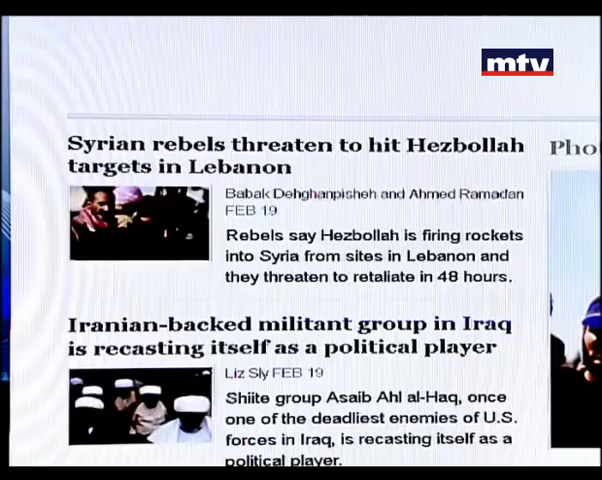 mtv
Syrian rebels threaten to hit Hezbollah
targets in Lebanon
Babak Dehghanpisheh and Ahmed Ramadan
FEB 19
Rebels say Hezbollah is firing rockets
into Syria from sites in Lebanon and
they threaten to retaliate in 48 hours.
Iranian-backed militant group in Iraq
is recasting itself as a political player
Liz Sly FEB 19
Shiite group Asaib Ahl al-Haq, once
one of the deadliest enemies of U.S.
forces in Iraq, is recasting itself as a
political player.
Pho